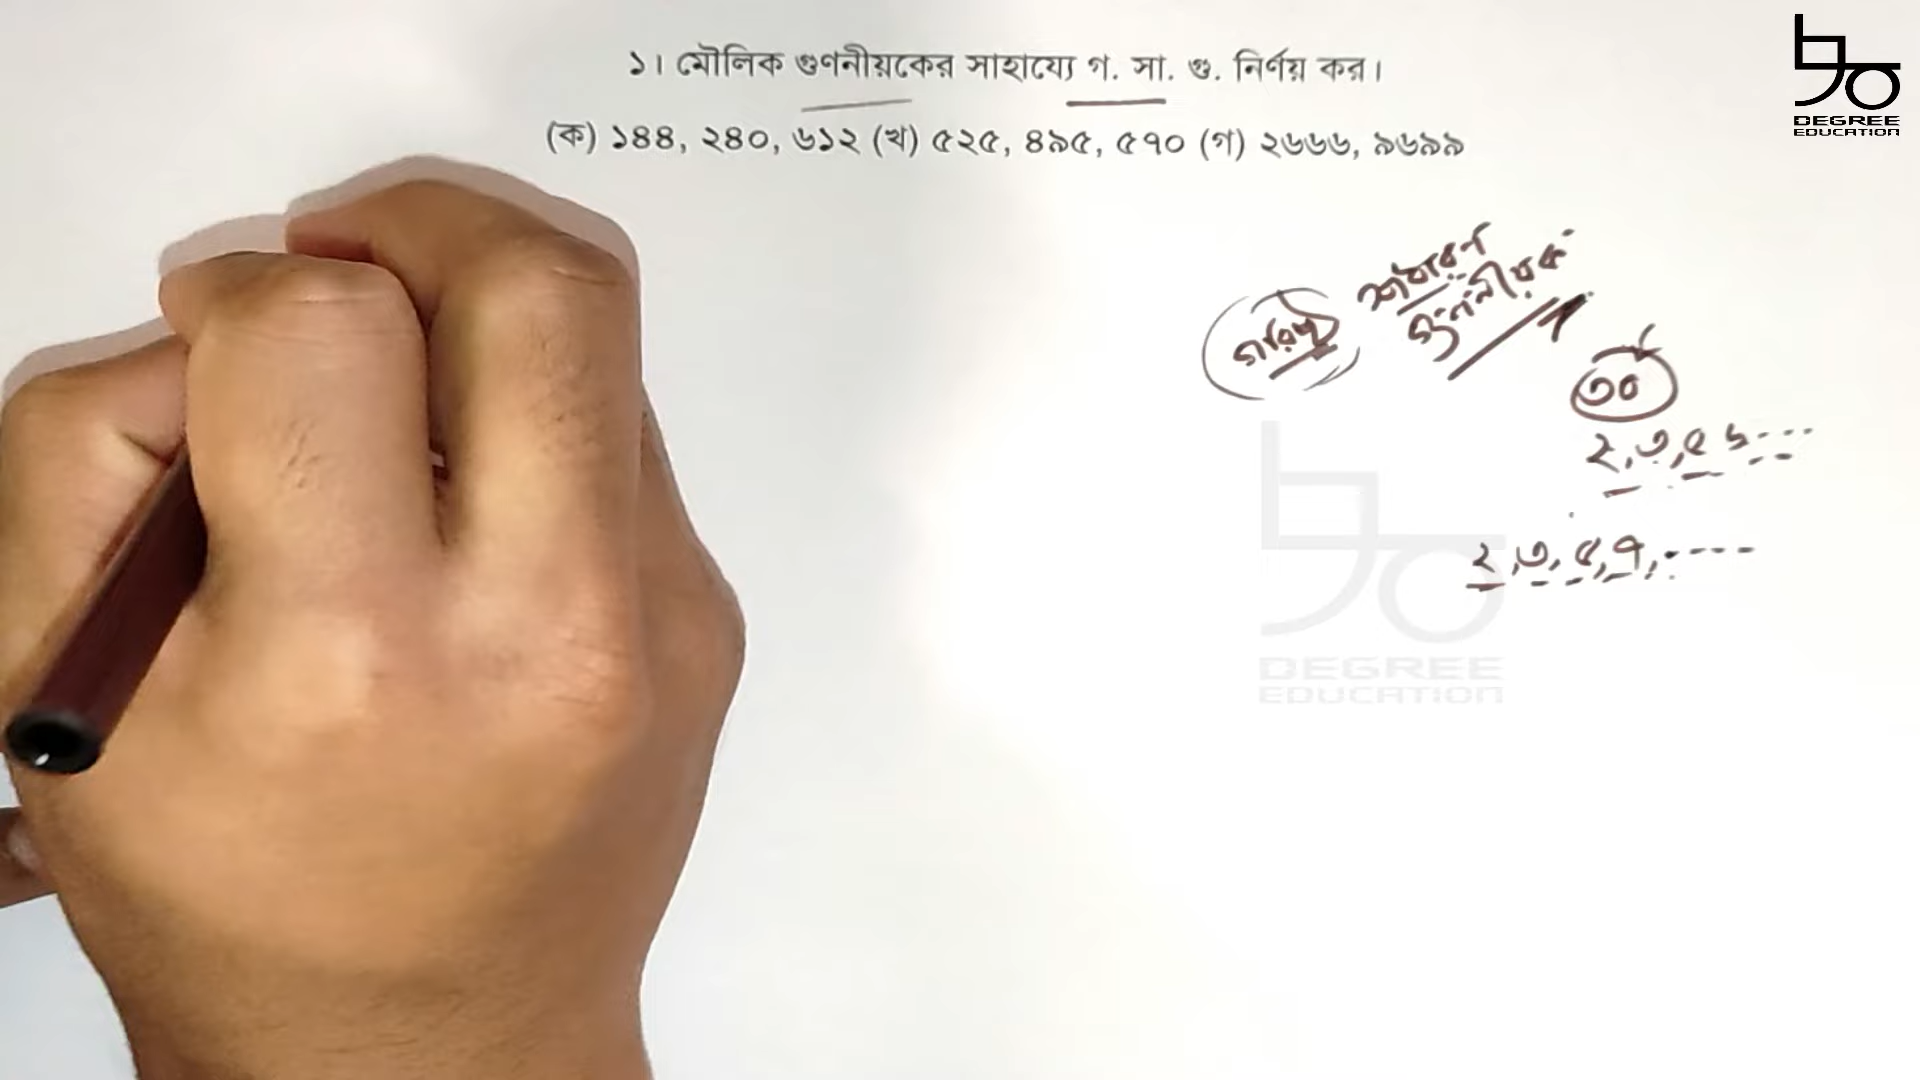 ১। মৌলিক গুণনীয়কের সাহায্যে গ. সা. গু. নির্ণয় কর।
(ক) ১৪৪, ২৪০, ৬১২ (খ) ৫২৫, ৪৯৫, ৫৭০ (গ) ২৬৬৬, ৯৬৯৯
DEGREE
EDUCATION
গরিষ্ঠ সাধারণ
গুণনীয়ক
৩০
২, ৩, ৫ ৬...
২, ৩, ৫, ৭, ----
DEGREE
EDUCATION